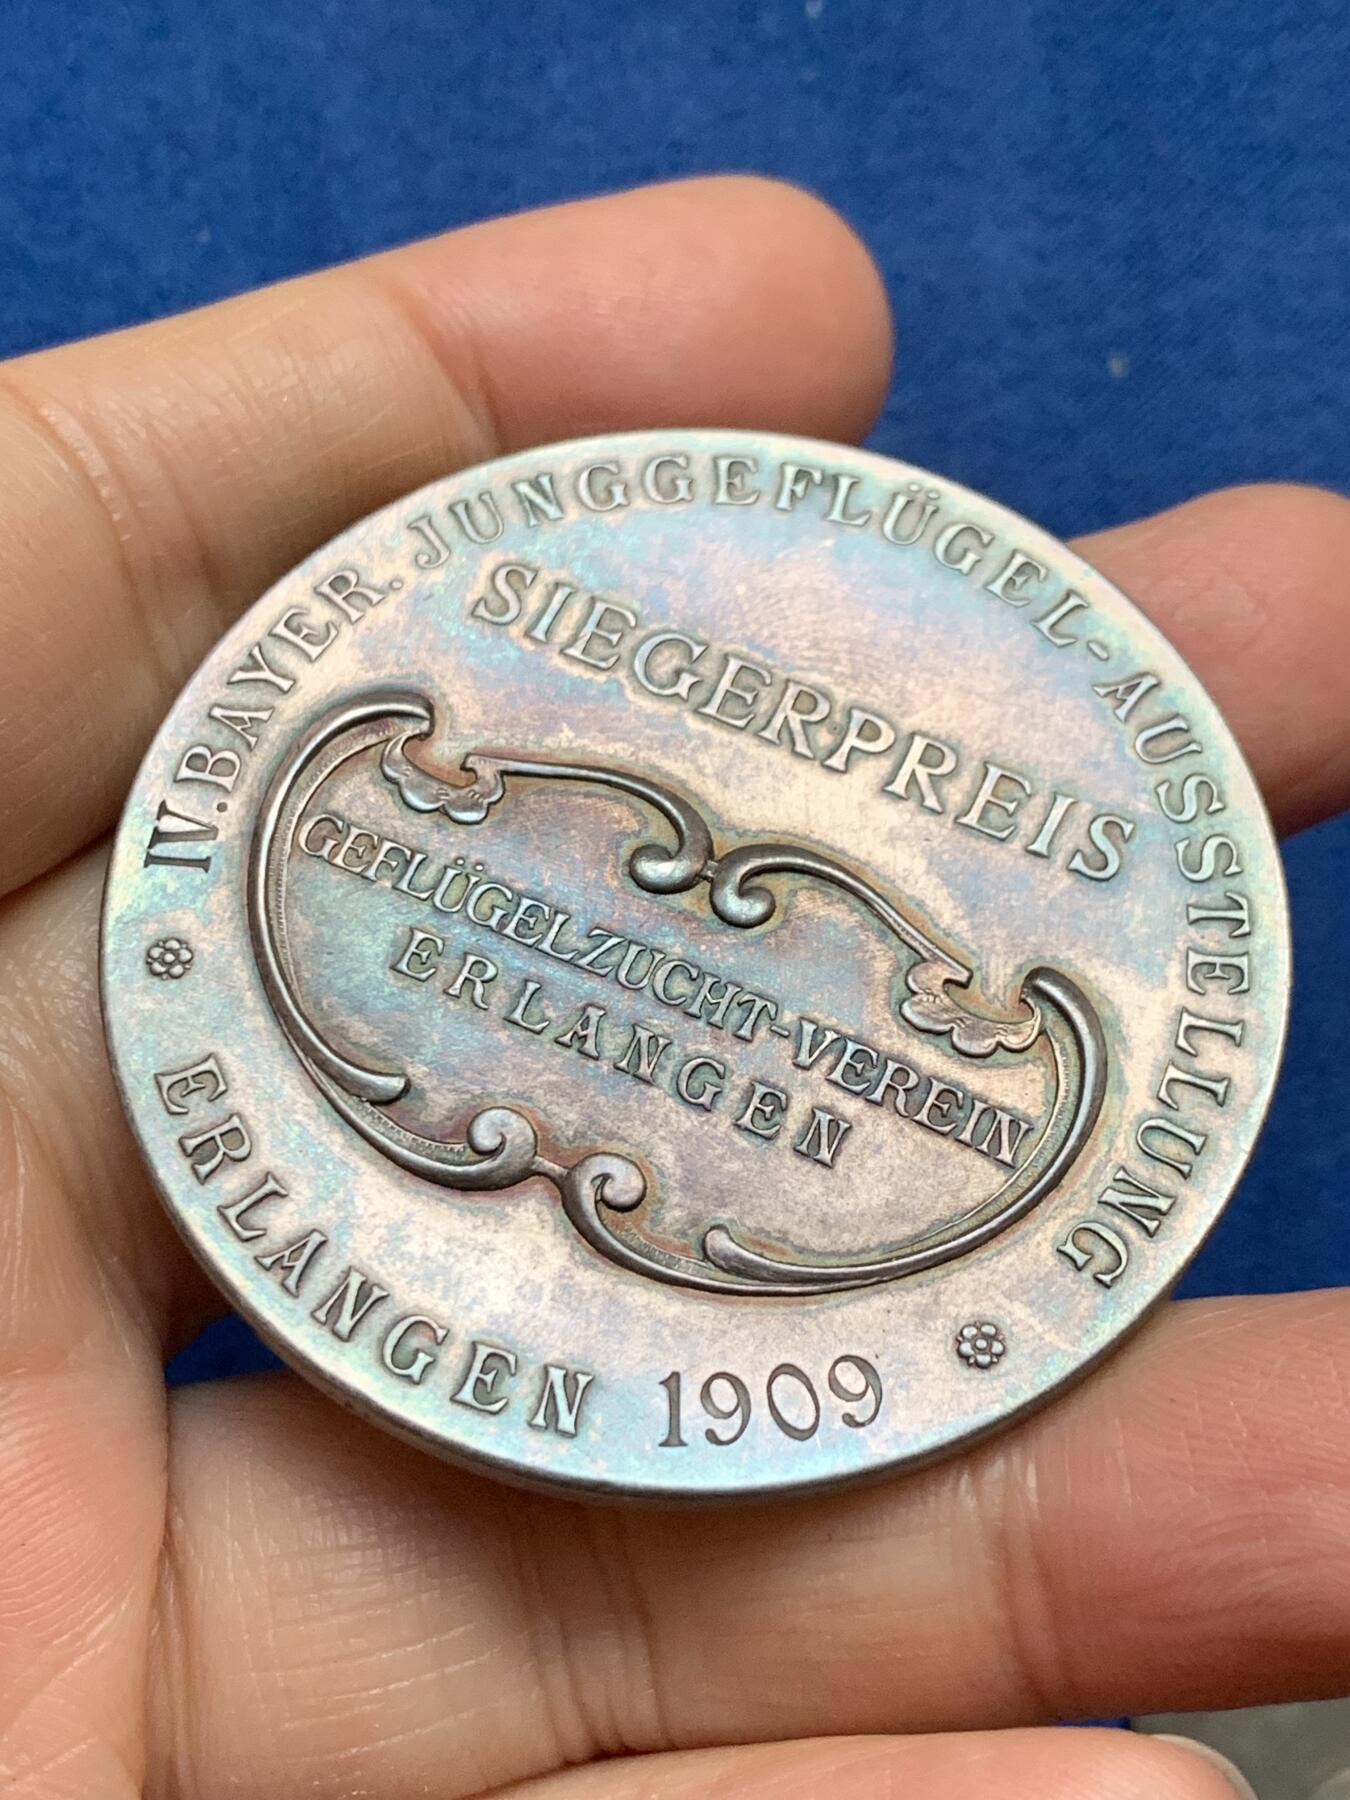 IV. BAYER. JUNGGEFLÜGEL-AUSSTELLUNG
SIEGERPREIS
GEFLÜGELZUCHT-VEREIN
ERLANGEN
ERLANGEN 1909